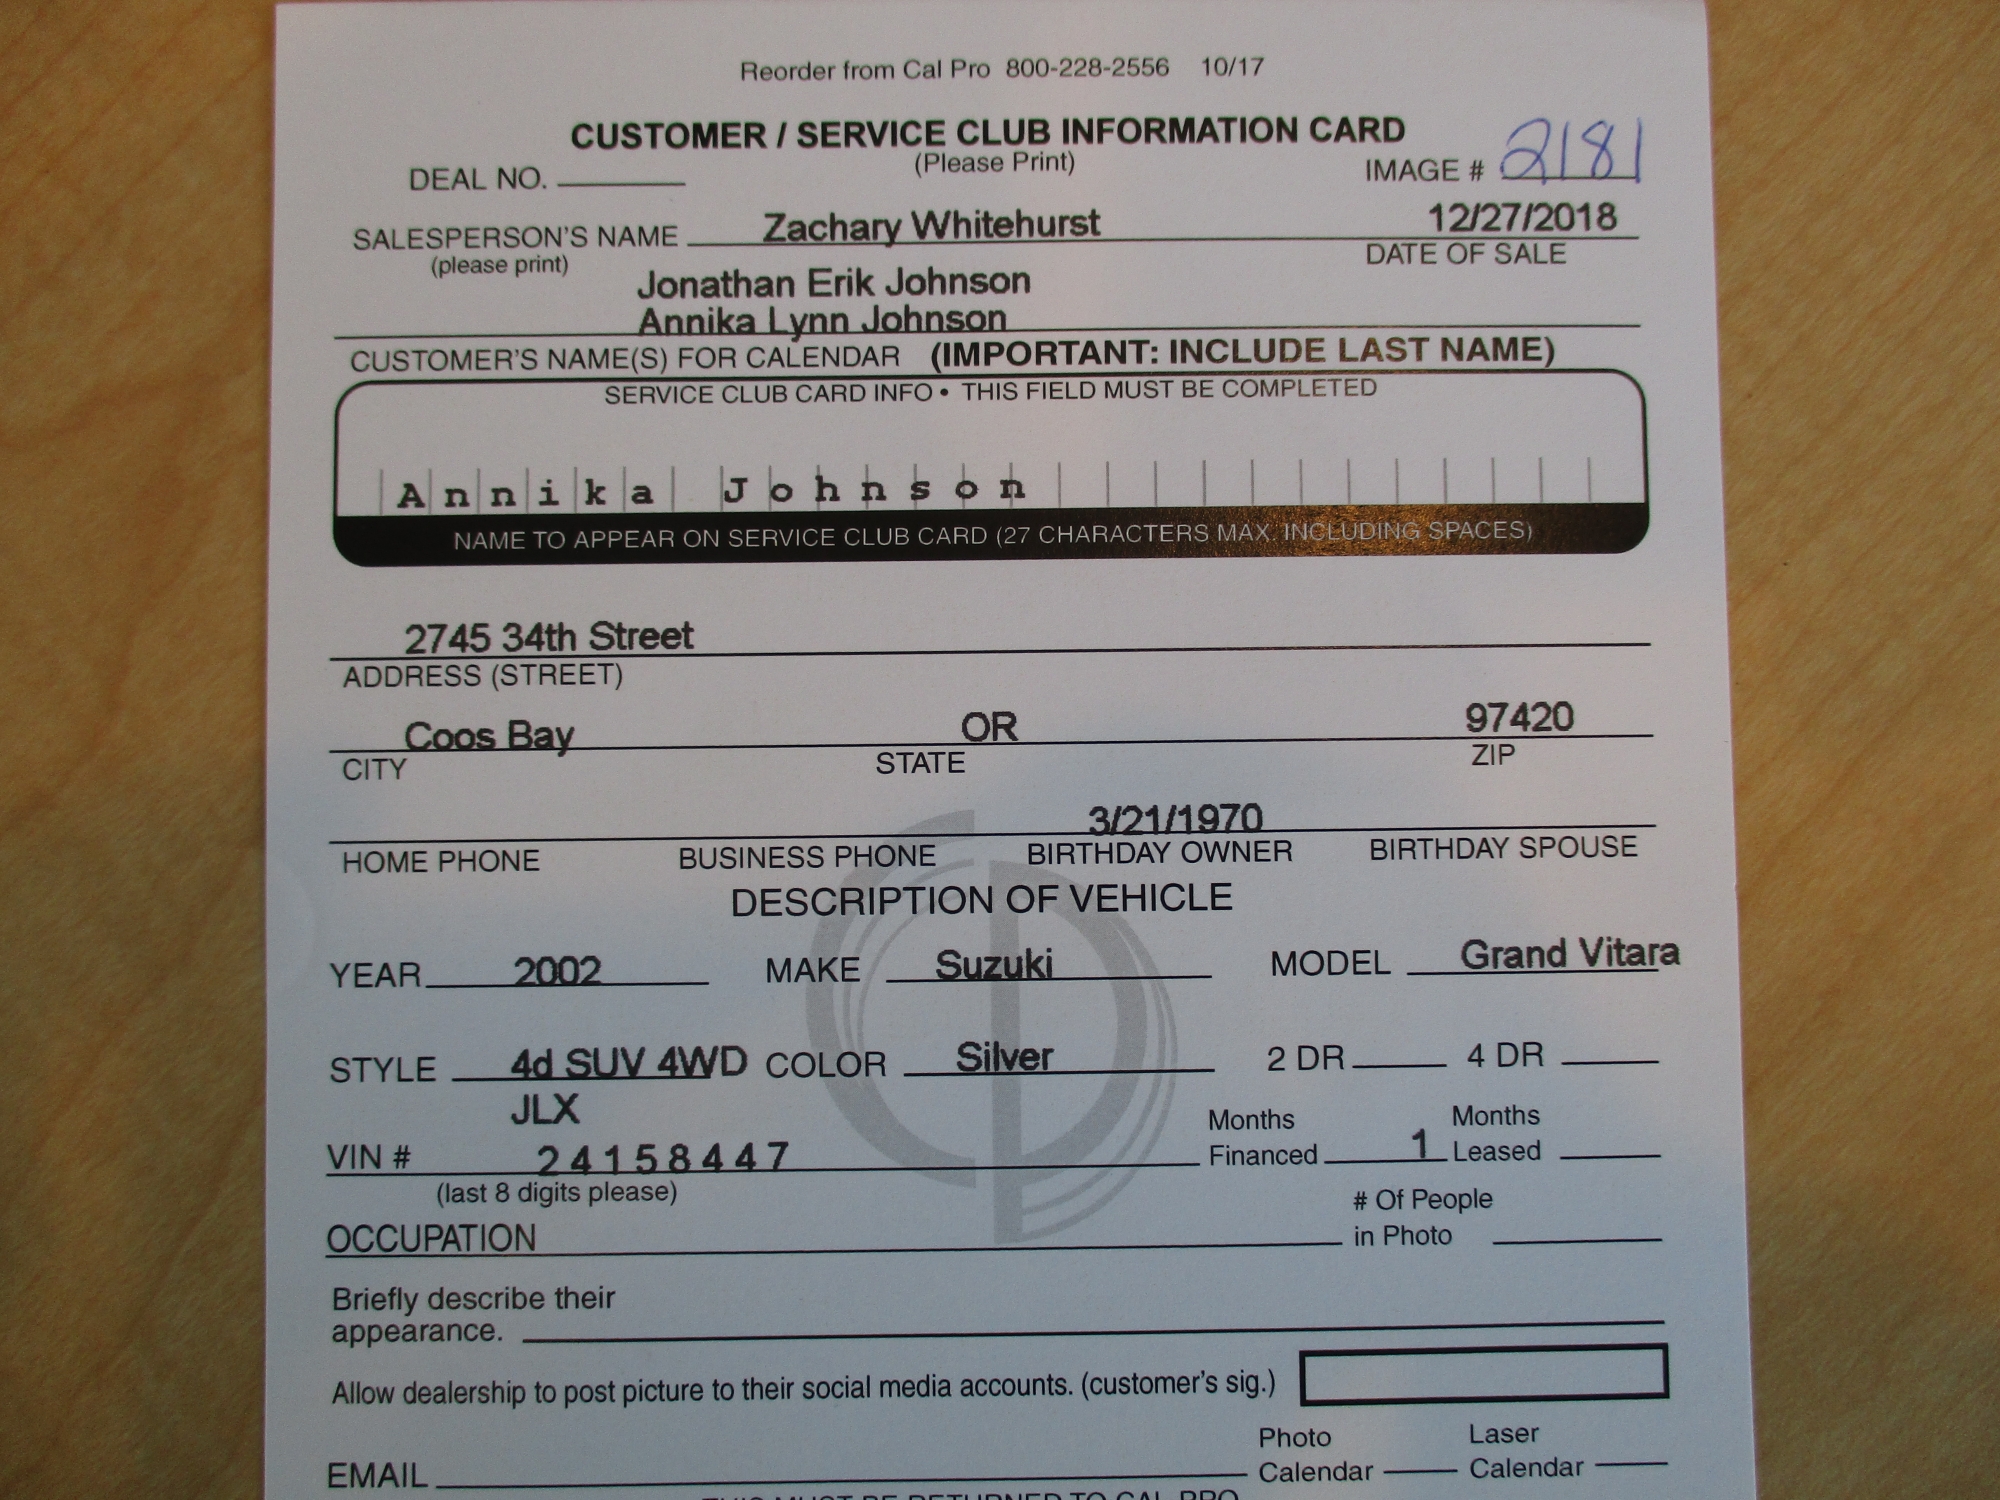 Reorder from Cal Pro 800-228-2556 10/17
CUSTOMER / SERVICE CLUB INFORMATION CARD
(Please Print)
DEAL NO. IMAGE # 2181
SALESPERSON'S NAME Zachary Whitehurst 12/27/2018
(please print) DATE OF SALE
Jonathan Erik Johnson
Annika Lynn Johnson
CUSTOMER'S NAME(S) FOR CALENDAR (IMPORTANT: INCLUDE LAST NAME)
SERVICE CLUB CARD INFO • THIS FIELD MUST BE COMPLETED
Annika Johnson
NAME TO APPEAR ON SERVICE CLUB CARD (27 CHARACTERS MAX. INCLUDING SPACES)
2745 34th Street
ADDRESS (STREET)
Coos Bay OR 97420
CITY STATE ZIP
3/21/1970
HOME PHONE BUSINESS PHONE BIRTHDAY OWNER BIRTHDAY SPOUSE
DESCRIPTION OF VEHICLE
YEAR 2002 MAKE Suzuki MODEL Grand Vitara
STYLE 4d SUV 4WD COLOR Silver 2 DR 4 DR
JLX
VIN # 24158447 Months Financed 1 Months Leased
(last 8 digits please)
OCCUPATION # Of People in Photo
Briefly describe their
appearance.
Allow dealership to post picture to their social media accounts. (customer's sig.)
EMAIL Photo Calendar Laser Calendar
THIS MUST BE RETURNED TO CAL PRO